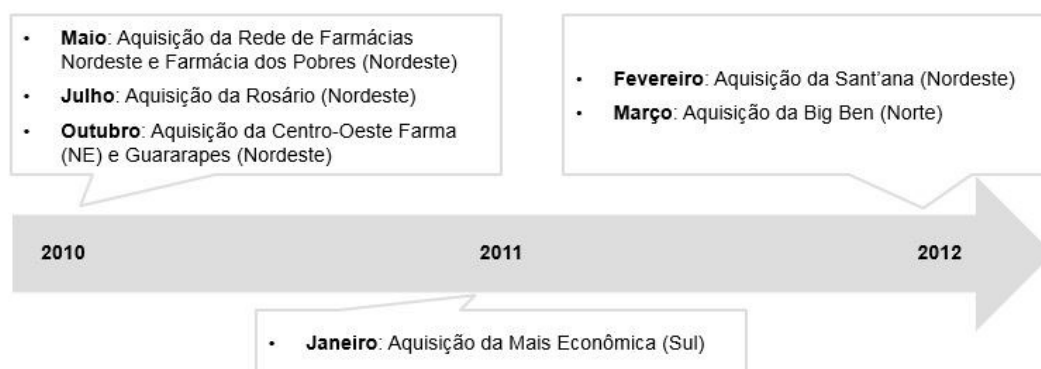 • Maio: Aquisição da Rede de Farmácias
Nordeste e Farmácia dos Pobres (Nordeste)
• Julho: Aquisição da Rosário (Nordeste)
• Outubro: Aquisição da Centro-Oeste Farma
(NE) e Guararapes (Nordeste)
• Fevereiro: Aquisição da Sant'ana (Nordeste)
• Março: Aquisição da Big Ben (Norte)
2010 2011 2012
• Janeiro: Aquisição da Mais Econômica (Sul)